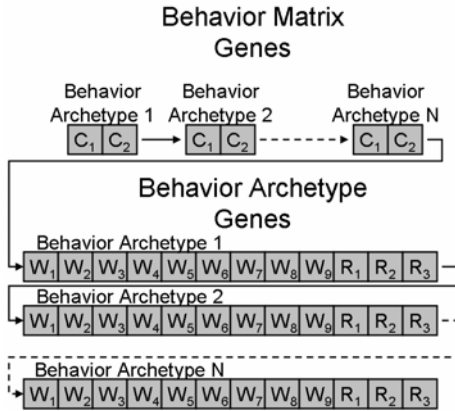 Behavior Matrix
Genes
Behavior Behavior Behavior
Archetype 1 Archetype 2 Archetype N
C₁ C₂ C₁ C₂ C₁ C₂
Behavior Archetype
Genes
Behavior Archetype 1
W₁ W₂ W₃ W₄ W₅ W₆ W₇ W₈ W₉ R₁ R₂ R₃
Behavior Archetype 2
W₁ W₂ W₃ W₄ W₅ W₆ W₇ W₈ W₉ R₁ R₂ R₃
Behavior Archetype N
W₁ W₂ W₃ W₄ W₅ W₆ W₇ W₈ W₉ R₁ R₂ R₃